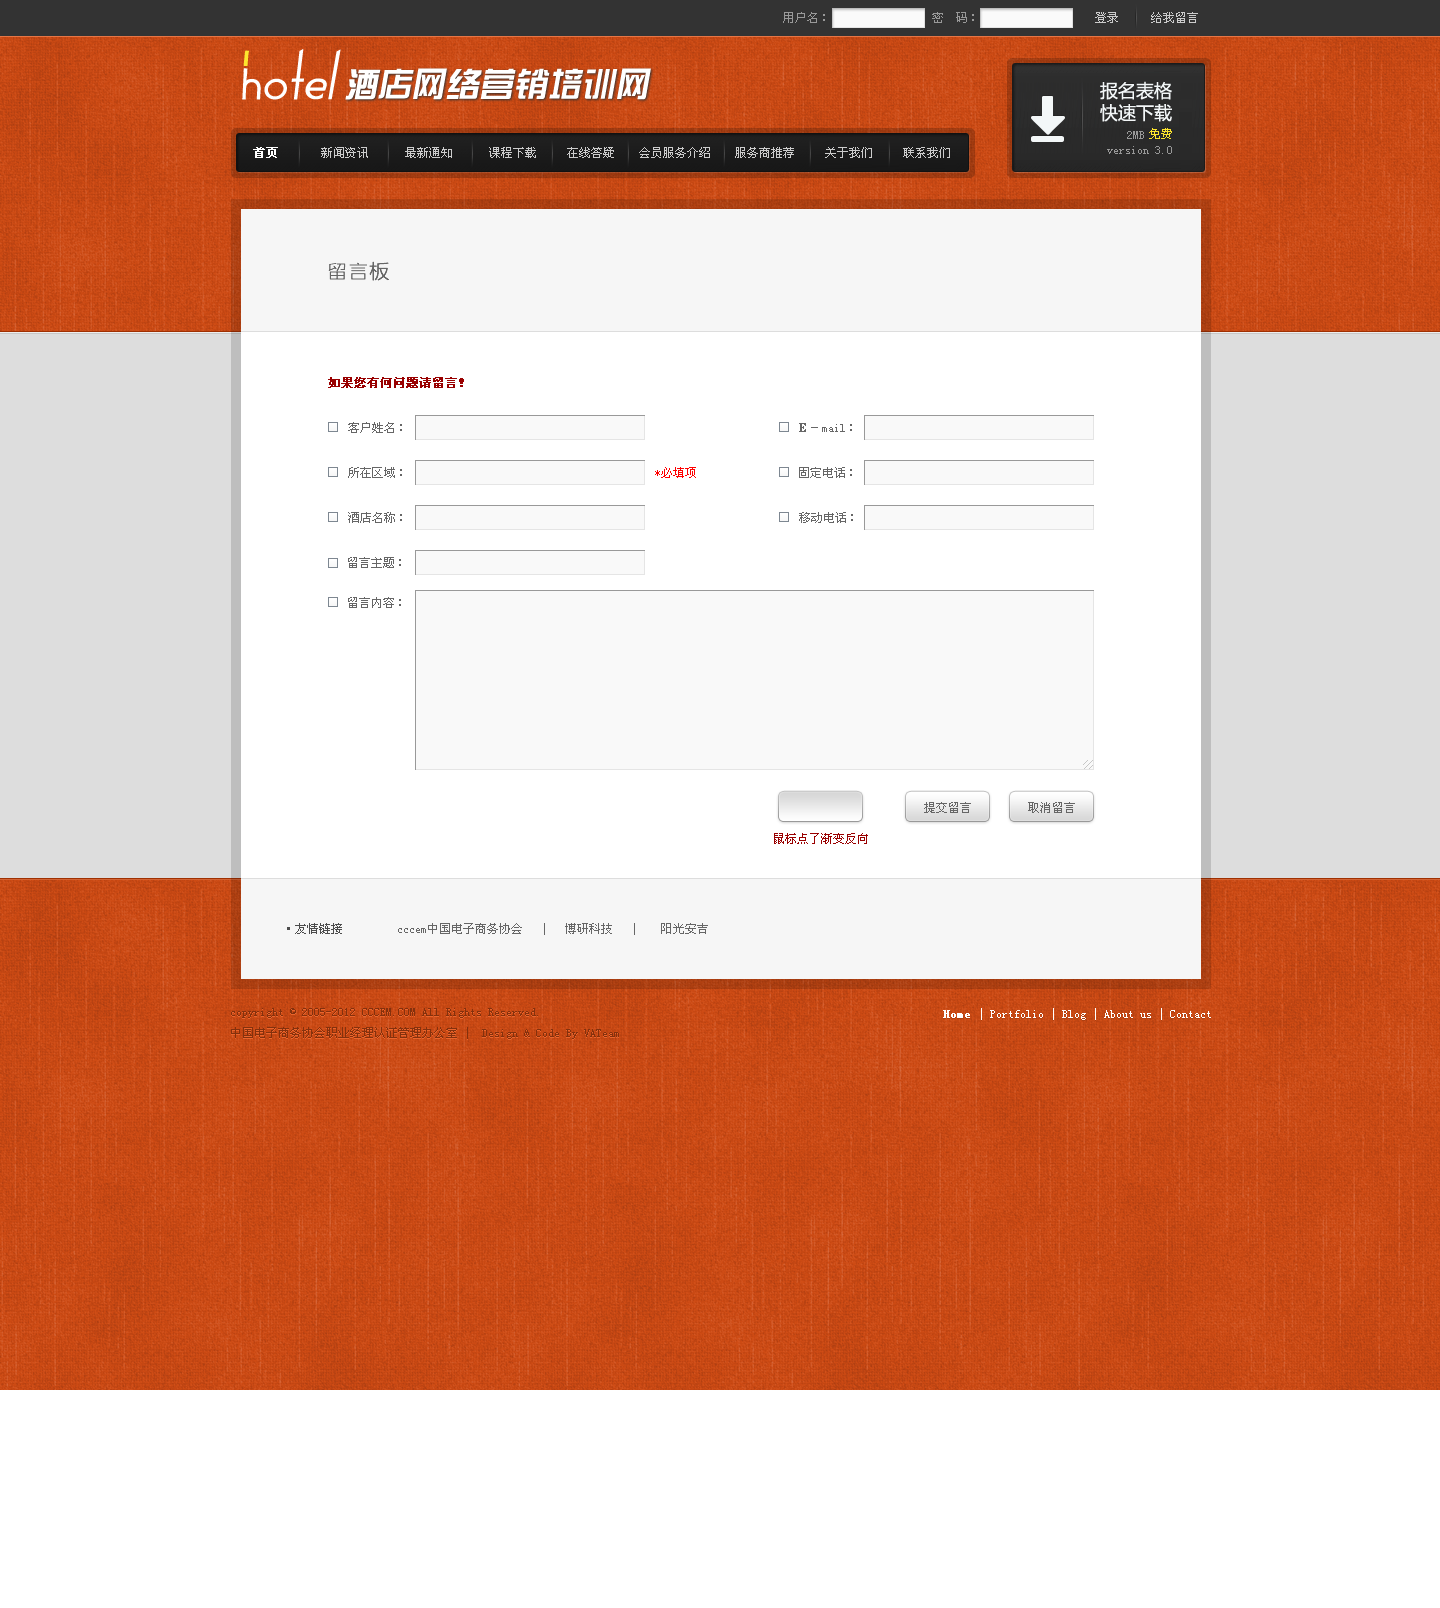 用户名： 密 码： 登录 给我留言
hotel 酒店网络营销培训网
报名表格
快速下载
2MB 免费
version 3.0
首页 新闻资讯 最新通知 课程下载 在线答疑 会员服务介绍 服务商推荐 关于我们 联系我们
留言板
如果您有何问题请留言！
客户姓名： E－mail：
所在区域： *必填项 固定电话：
酒店名称： 移动电话：
留言主题：
留言内容：
提交留言 取消留言
鼠标点了渐变反向
▪ 友情链接 cccem中国电子商务协会 | 博研科技 | 阳光安吉
copyright © 2005-2012 CCCEM.COM All Rights Reserved
中国电子商务协会职业经理认证管理办公室 | Design & Code By VATeam
Home | Portfolio | Blog | About us | Contact